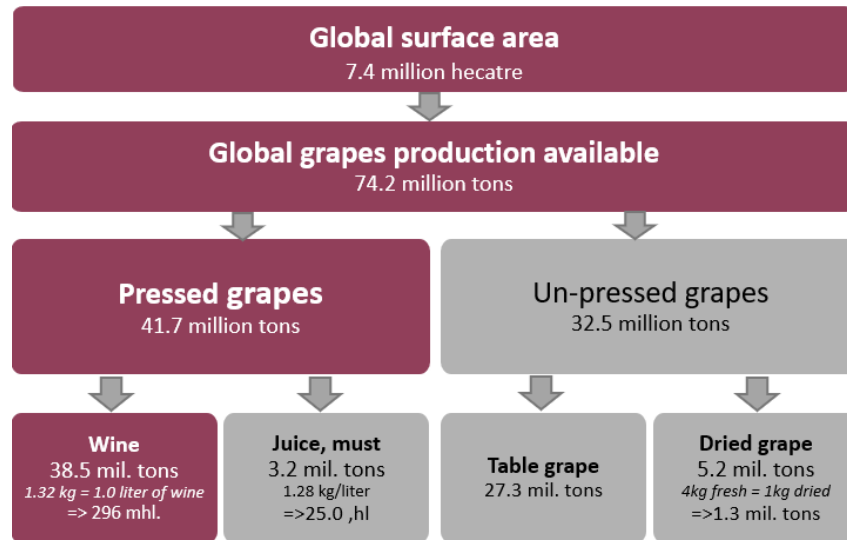 Global surface area
7.4 million hecatre
Global grapes production available
74.2 million tons
Pressed grapes
41.7 million tons
Un-pressed grapes
32.5 million tons
Wine
38.5 mil. tons
1.32 kg = 1.0 liter of wine
=> 296 mhl.
Juice, must
3.2 mil. tons
1.28 kg/liter
=>25.0 ,hl
Table grape
27.3 mil. tons
Dried grape
5.2 mil. tons
4kg fresh = 1kg dried
=>1.3 mil. tons